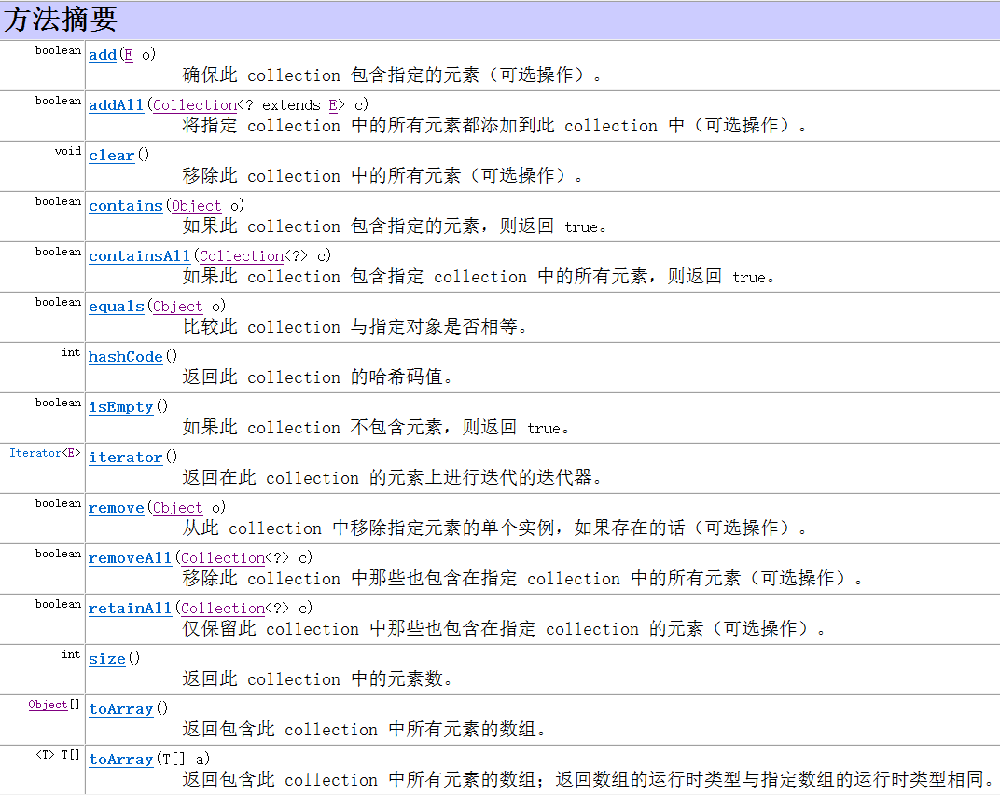 方法摘要
boolean add(E o)
确保此 collection 包含指定的元素（可选操作）。
boolean addAll(Collection<? extends E> c)
将指定 collection 中的所有元素都添加到此 collection 中（可选操作）。
void clear()
移除此 collection 中的所有元素（可选操作）。
boolean contains(Object o)
如果此 collection 包含指定的元素，则返回 true。
boolean containsAll(Collection<?> c)
如果此 collection 包含指定 collection 中的所有元素，则返回 true。
boolean equals(Object o)
比较此 collection 与指定对象是否相等。
int hashCode()
返回此 collection 的哈希码值。
boolean isEmpty()
如果此 collection 不包含元素，则返回 true。
Iterator<E> iterator()
返回在此 collection 的元素上进行迭代的迭代器。
boolean remove(Object o)
从此 collection 中移除指定元素的单个实例，如果存在的话（可选操作）。
boolean removeAll(Collection<?> c)
移除此 collection 中那些也包含在指定 collection 中的所有元素（可选操作）。
boolean retainAll(Collection<?> c)
仅保留此 collection 中那些也包含在指定 collection 的元素（可选操作）。
int size()
返回此 collection 中的元素数。
Object[] toArray()
返回包含此 collection 中所有元素的数组。
<T> T[] toArray(T[] a)
返回包含此 collection 中所有元素的数组；返回数组的运行时类型与指定数组的运行时类型相同。